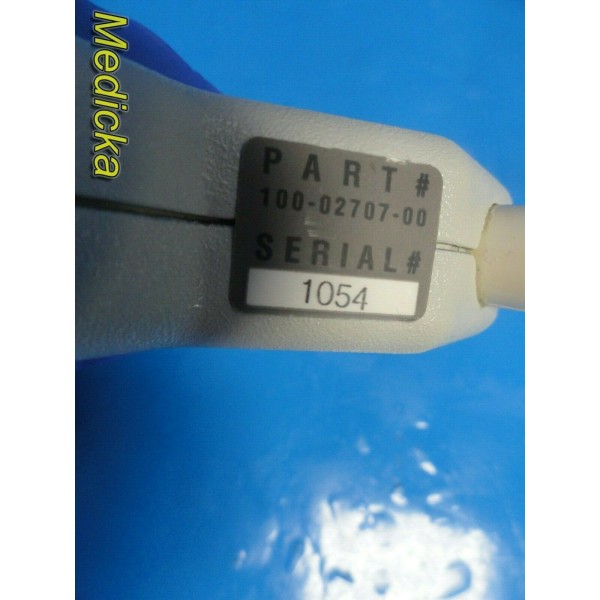 Medicka
PART#
100-02707-00
SERIAL#
1054